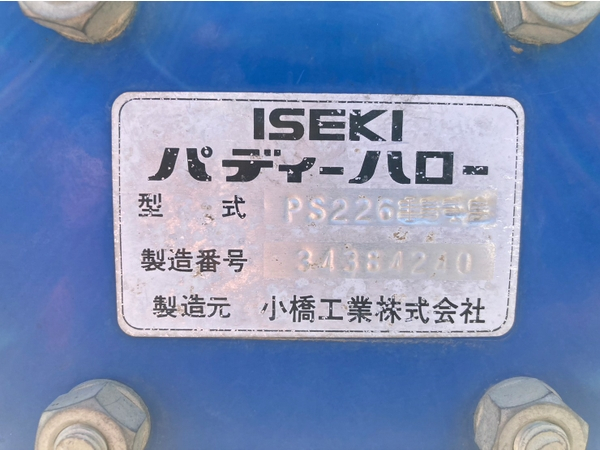 ISEKI
パディーハロー
型 式 PS226
製造番号 34384240
製造元 小橋工業株式会社